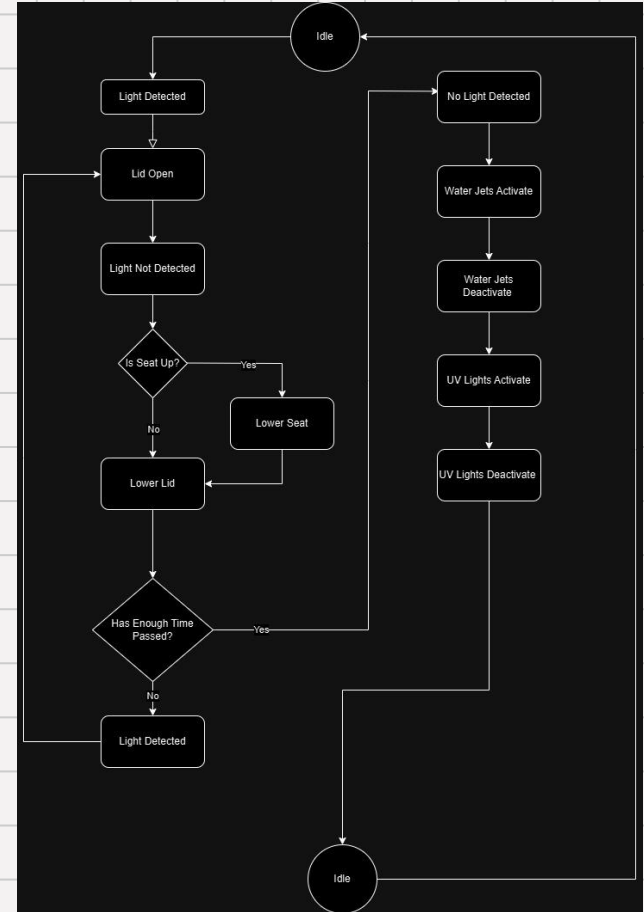 Idle
Light Detected
Lid Open
Light Not Detected
Is Seat Up?
Yes
Lower Seat
No
Lower Lid
Has Enough Time
Passed?
Yes
No
Light Detected
No Light Detected
Water Jets Activate
Water Jets
Deactivate
UV Lights Activate
UV Lights Deactivate
Idle